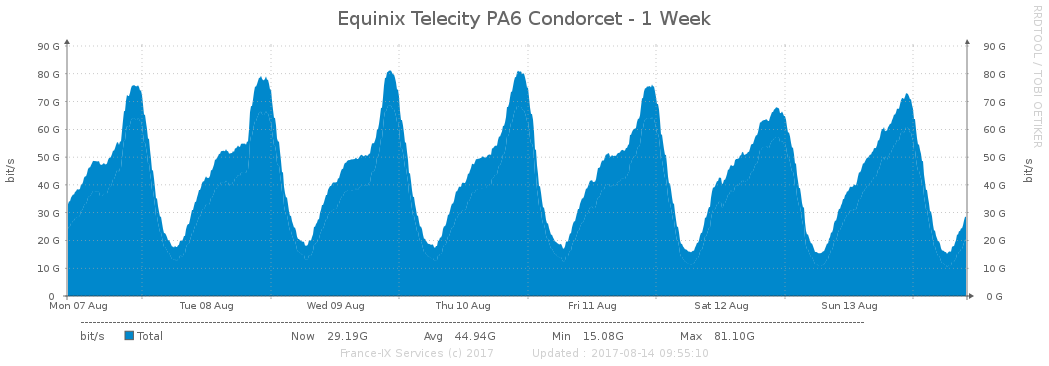 Equinix Telecity PA6 Condorcet - 1 Week
RRDTOOL / TOBI OETIKER
bit/s
90 G 90 G
80 G 80 G
70 G 70 G
60 G 60 G
50 G 50 G
40 G 40 G
30 G 30 G
20 G 20 G
10 G 10 G
0 0 G
bit/s
Mon 07 Aug Tue 08 Aug Wed 09 Aug Thu 10 Aug Fri 11 Aug Sat 12 Aug Sun 13 Aug
bit/s Total Now 29.19G Avg 44.94G Min 15.08G Max 81.10G
France-IX Services (c) 2017 Updated : 2017-08-14 09:55:10